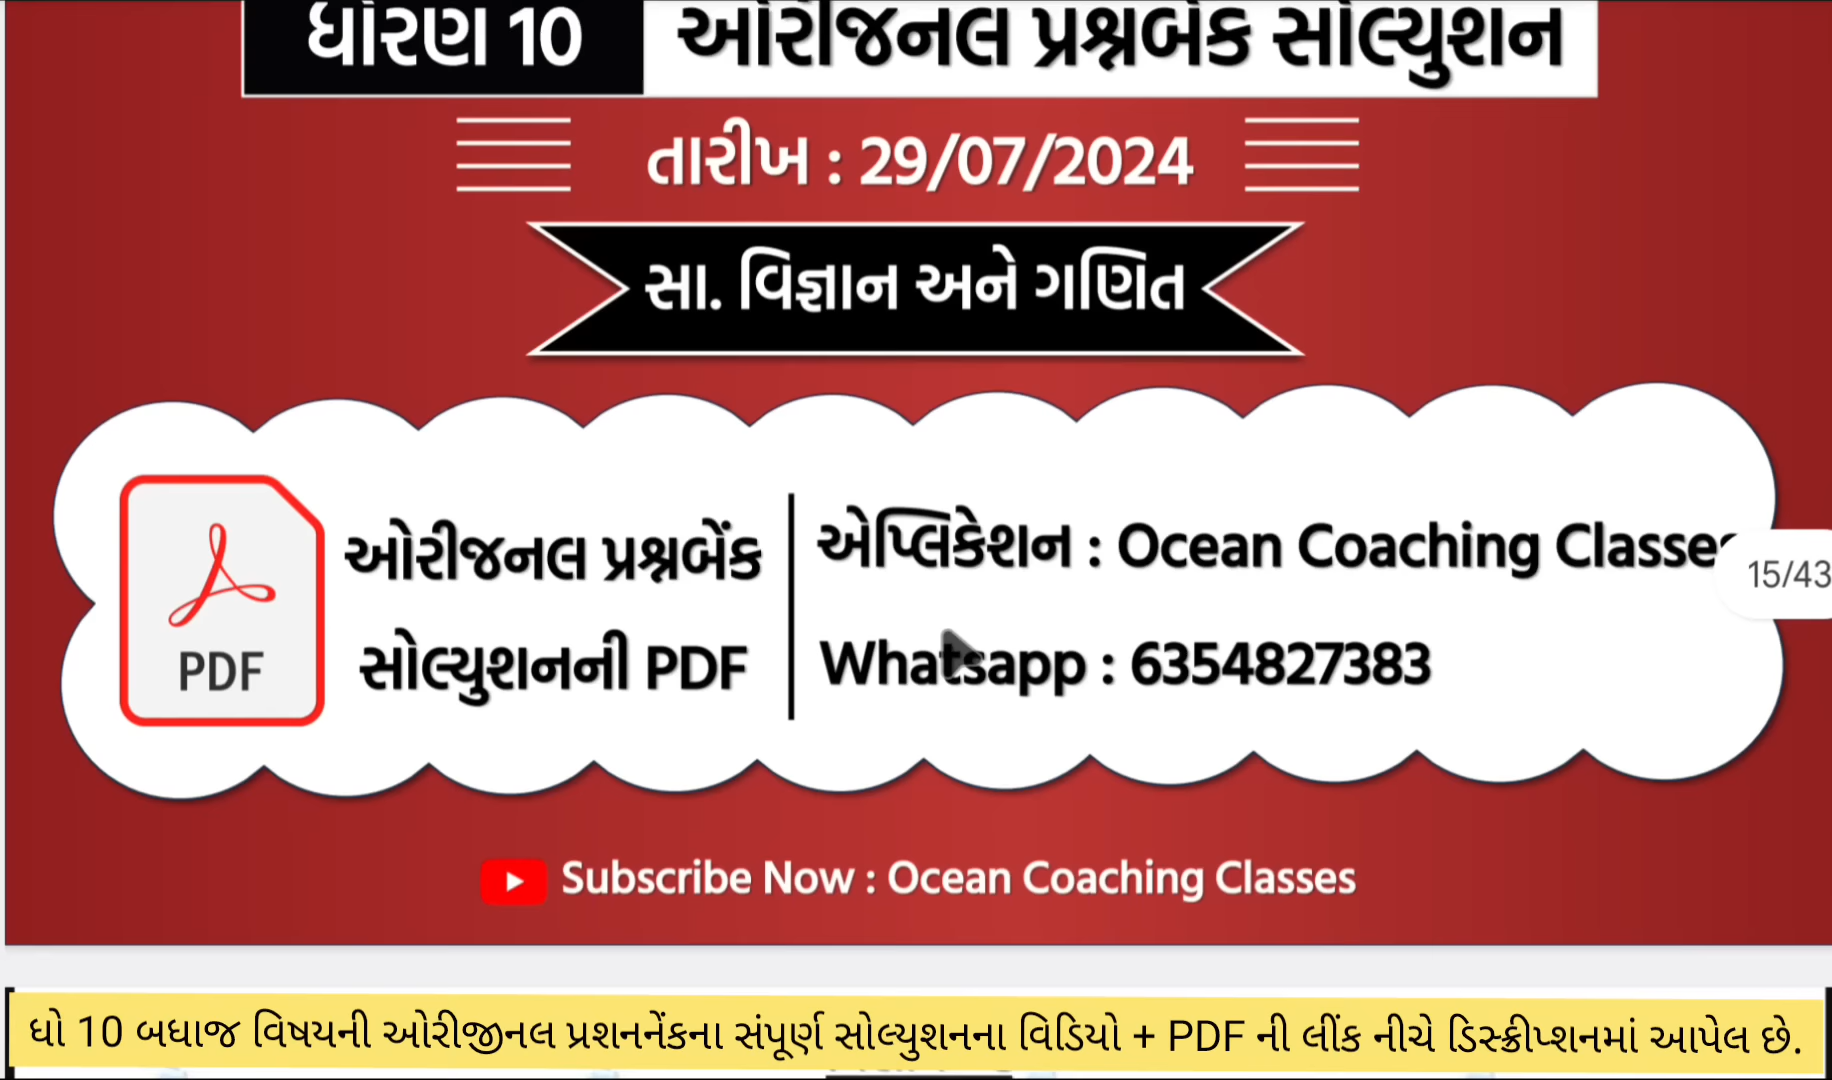 ધોરણ 10 ઓરીજનલ પ્રશ્નબેંક સોલ્યુશન
તારીખ : 29/07/2024
સા. વિજ્ઞાન અને ગણિત
ઓરીજનલ પ્રશ્નબેંક
સોલ્યુશનની PDF
PDF
એપ્લિકેશન : Ocean Coaching Classes
Whatsapp : 6354827383
15/43
Subscribe Now : Ocean Coaching Classes
ધો 10 બધાજ વિષયની ઓરીજીનલ પ્રશનનેંકના સંપૂર્ણ સોલ્યુશનના વિડિયો + PDF ની લીંક નીચે ડિસ્ક્રીપ્શનમાં આપેલ છે.